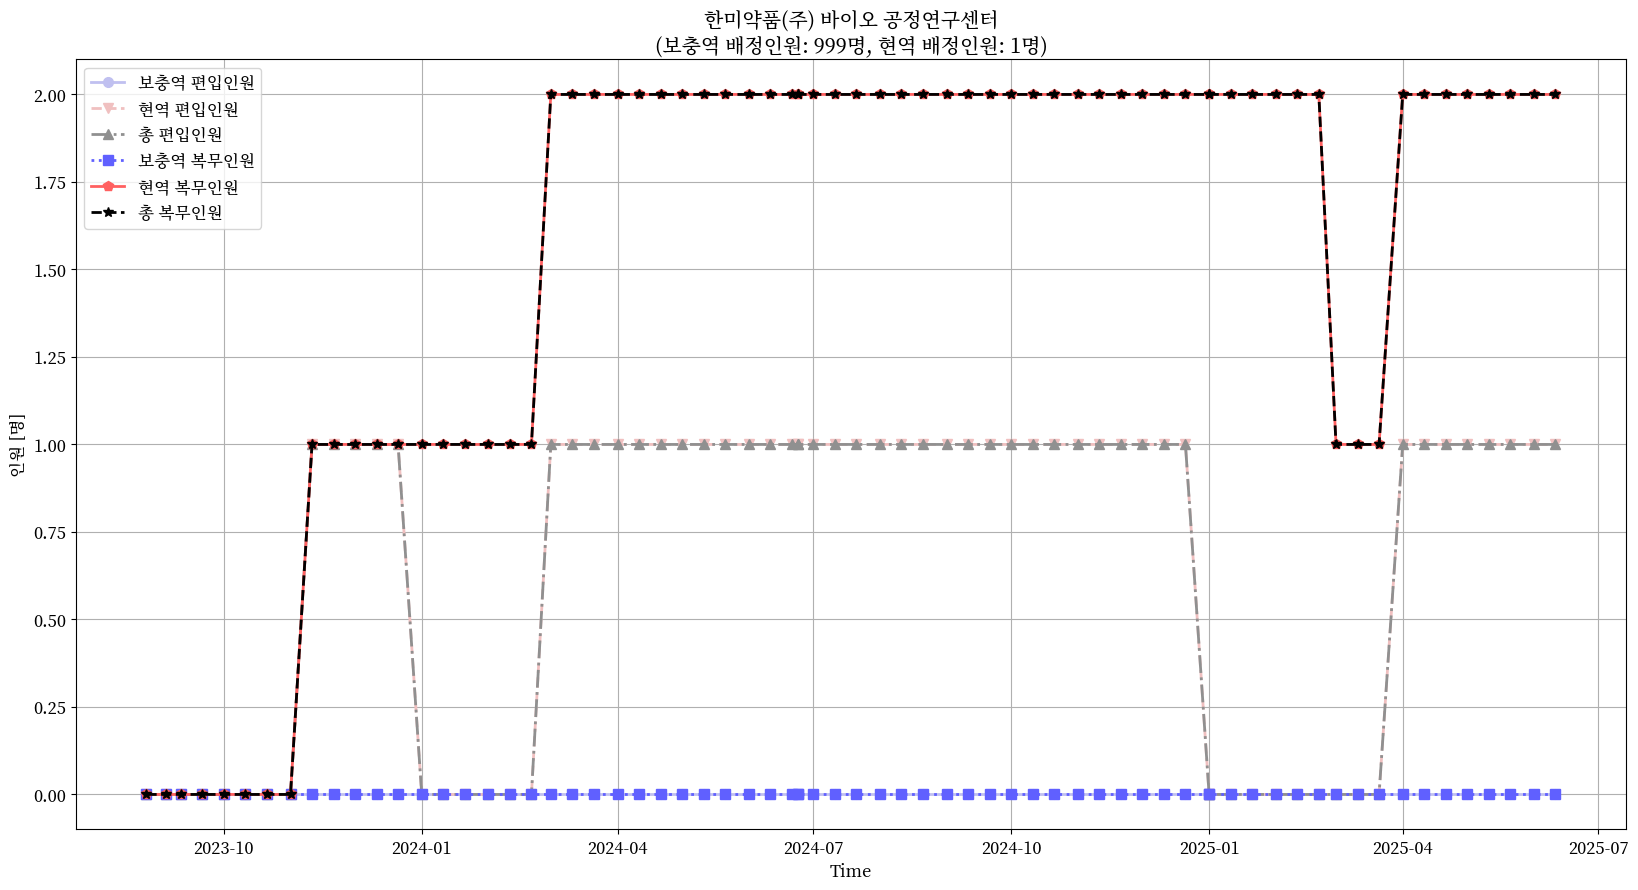 한미약품(주) 바이오 공정연구센터
(보충역 배정인원: 999명, 현역 배정인원: 1명)
보충역 편입인원
현역 편입인원
총 편입인원
보충역 복무인원
현역 복무인원
총 복무인원
2.00
1.75
1.50
1.25
1.00
0.75
0.50
0.25
0.00
인원 [명]
2023-10 2024-01 2024-04 2024-07 2024-10 2025-01 2025-04 2025-07
Time